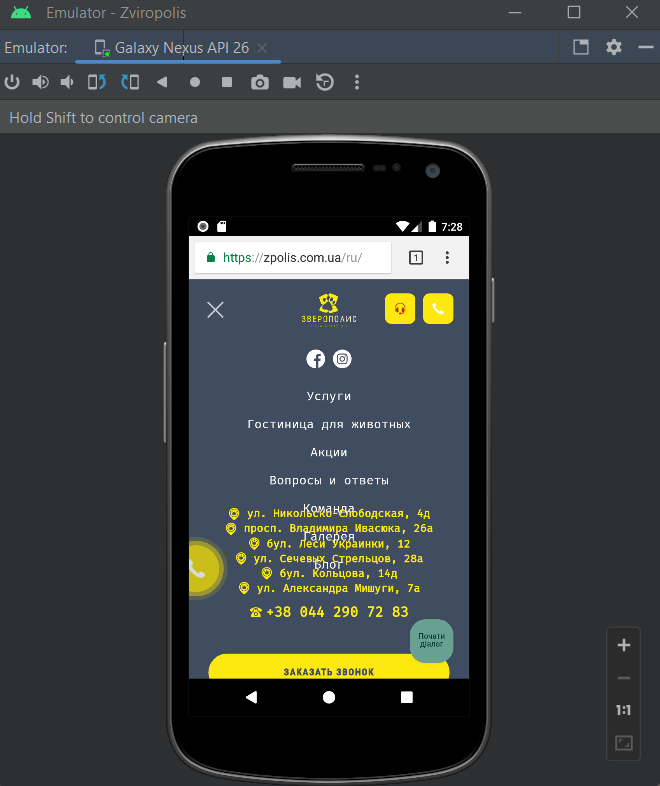 Emulator - Zviropolis
Emulator: Galaxy Nexus API 26
Hold Shift to control camera
7:28
https://zpolis.com.ua/ru/
1
ЗВЕРОПОЛИС
Услуги
Гостиница для животных
Акции
Вопросы и ответы
Команда
ул. Никольско-Слободская, 4д
просп. Владимира Ивасюка, 26а
Галерея
бул. Леси Украинки, 12
ул. Сечевых Стрельцов, 28а
Блог
бул. Кольцова, 14д
ул. Александра Мишуги, 7а
+38 044 290 72 83
Почати
діалог
ЗАКАЗАТЬ ЗВОНОК
1:1